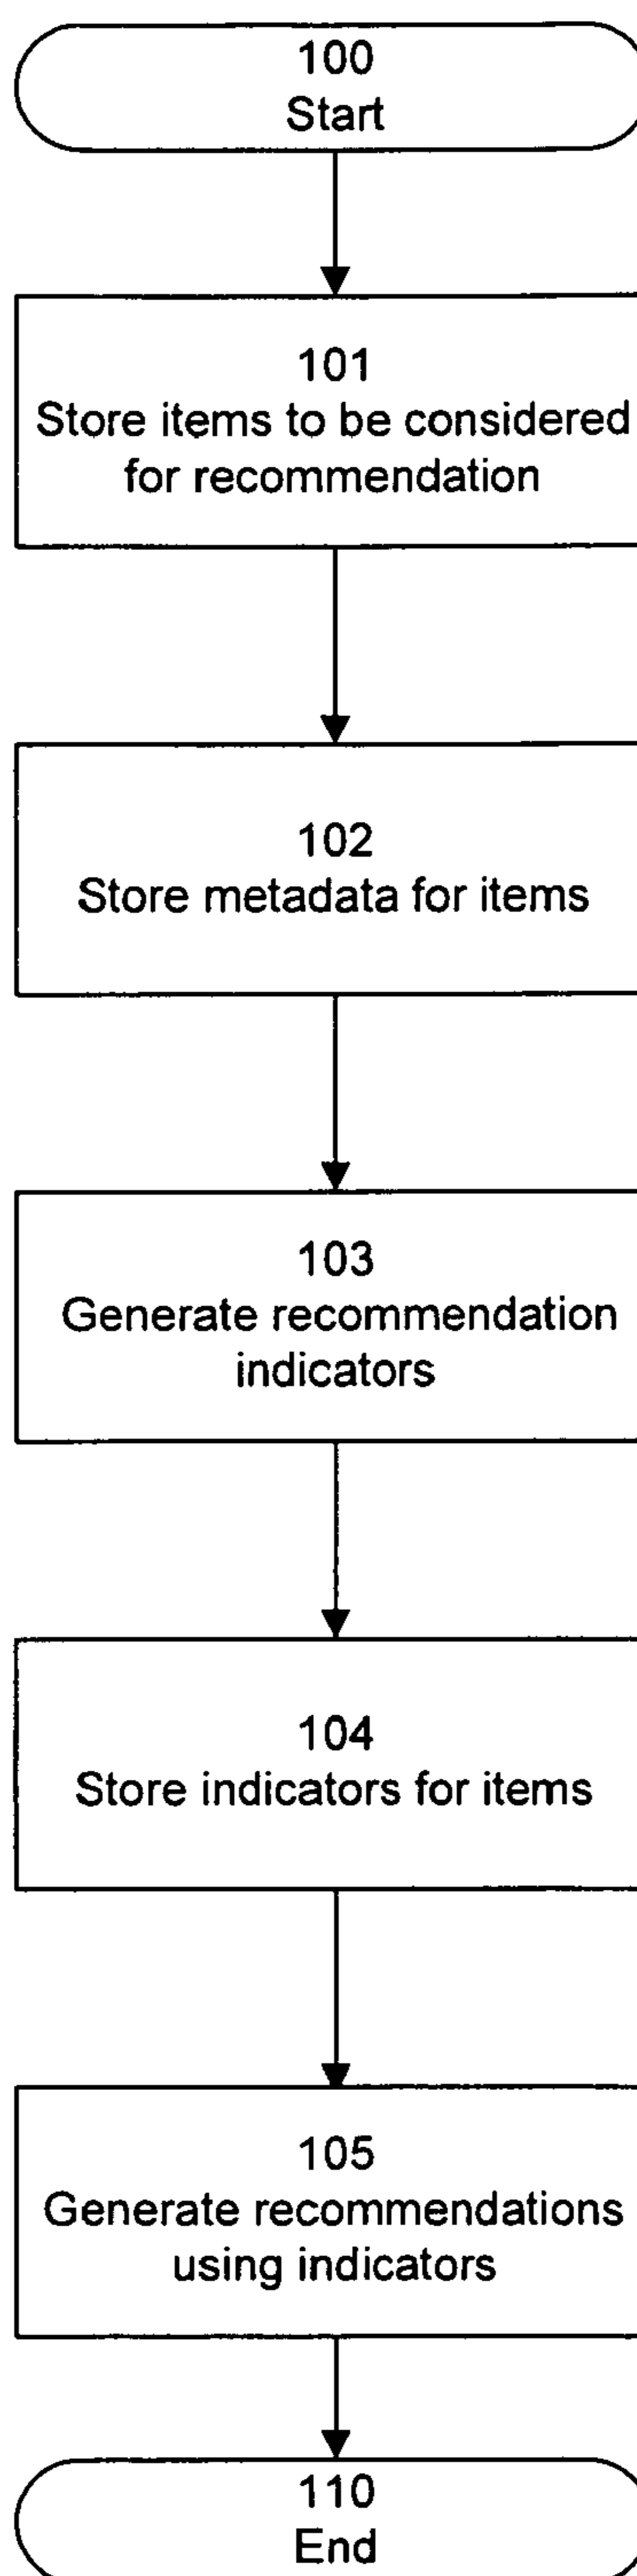 100
Start
101
Store items to be considered
for recommendation
102
Store metadata for items
103
Generate recommendation
indicators
104
Store indicators for items
105
Generate recommendations
using indicators
110
End